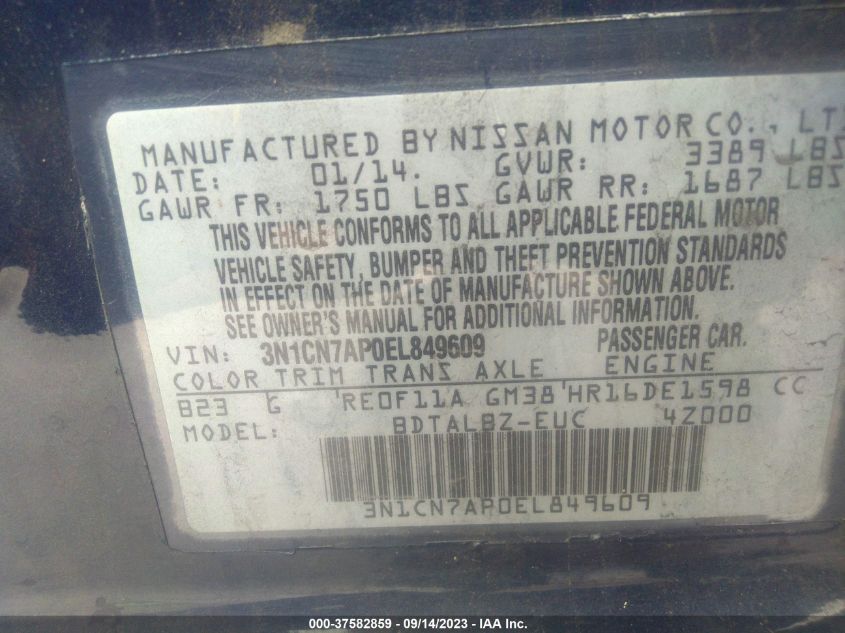 MANUFACTURED BY NISSAN MOTOR CO., LT
DATE: 01/14. GVWR: 3389 LBS
GAWR FR: 1750 LBS GAWR RR: 1687 LBS
THIS VEHICLE CONFORMS TO ALL APPLICABLE FEDERAL MOTOR
VEHICLE SAFETY, BUMPER AND THEFT PREVENTION STANDARDS
IN EFFECT ON THE DATE OF MANUFACTURE SHOWN ABOVE.
SEE OWNER'S MANUAL FOR ADDITIONAL INFORMATION.
VIN: 3N1CN7AP0EL849609 PASSENGER CAR.
COLOR TRIM TRANS AXLE ENGINE
B23 G 'RE0F11A GM38'HR16DE1598 CC
MODEL: BDTALBZ-EUC 4Z000
3N1CN7AP0EL849609
000-37582859 - 09/14/2023 - IAA Inc.